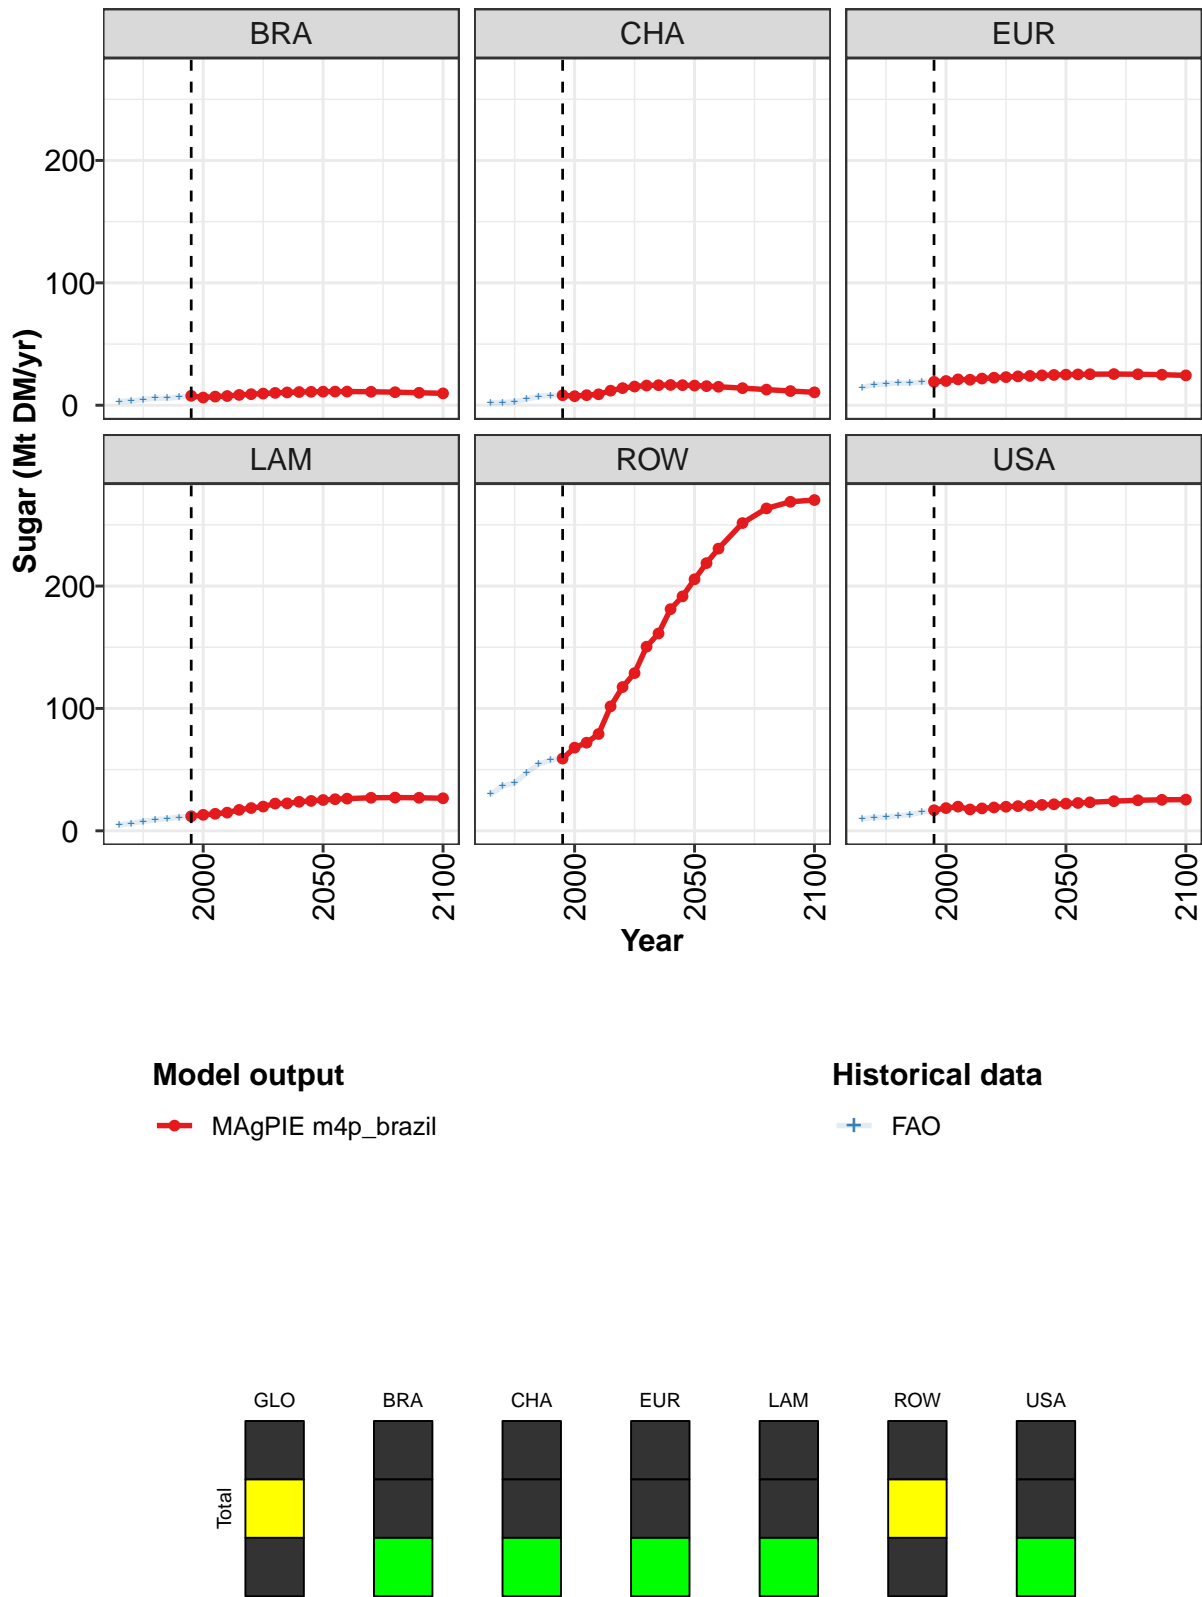 BRA CHA EUR
200
100
0
LAM ROW USA
200
100
0
Sugar (Mt DM/yr)
2000 2050 2100 2000 2050 2100 2000 2050 2100
Year
Model output Historical data
MAgPIE m4p_brazil FAO
GLO BRA CHA EUR LAM ROW USA
Total